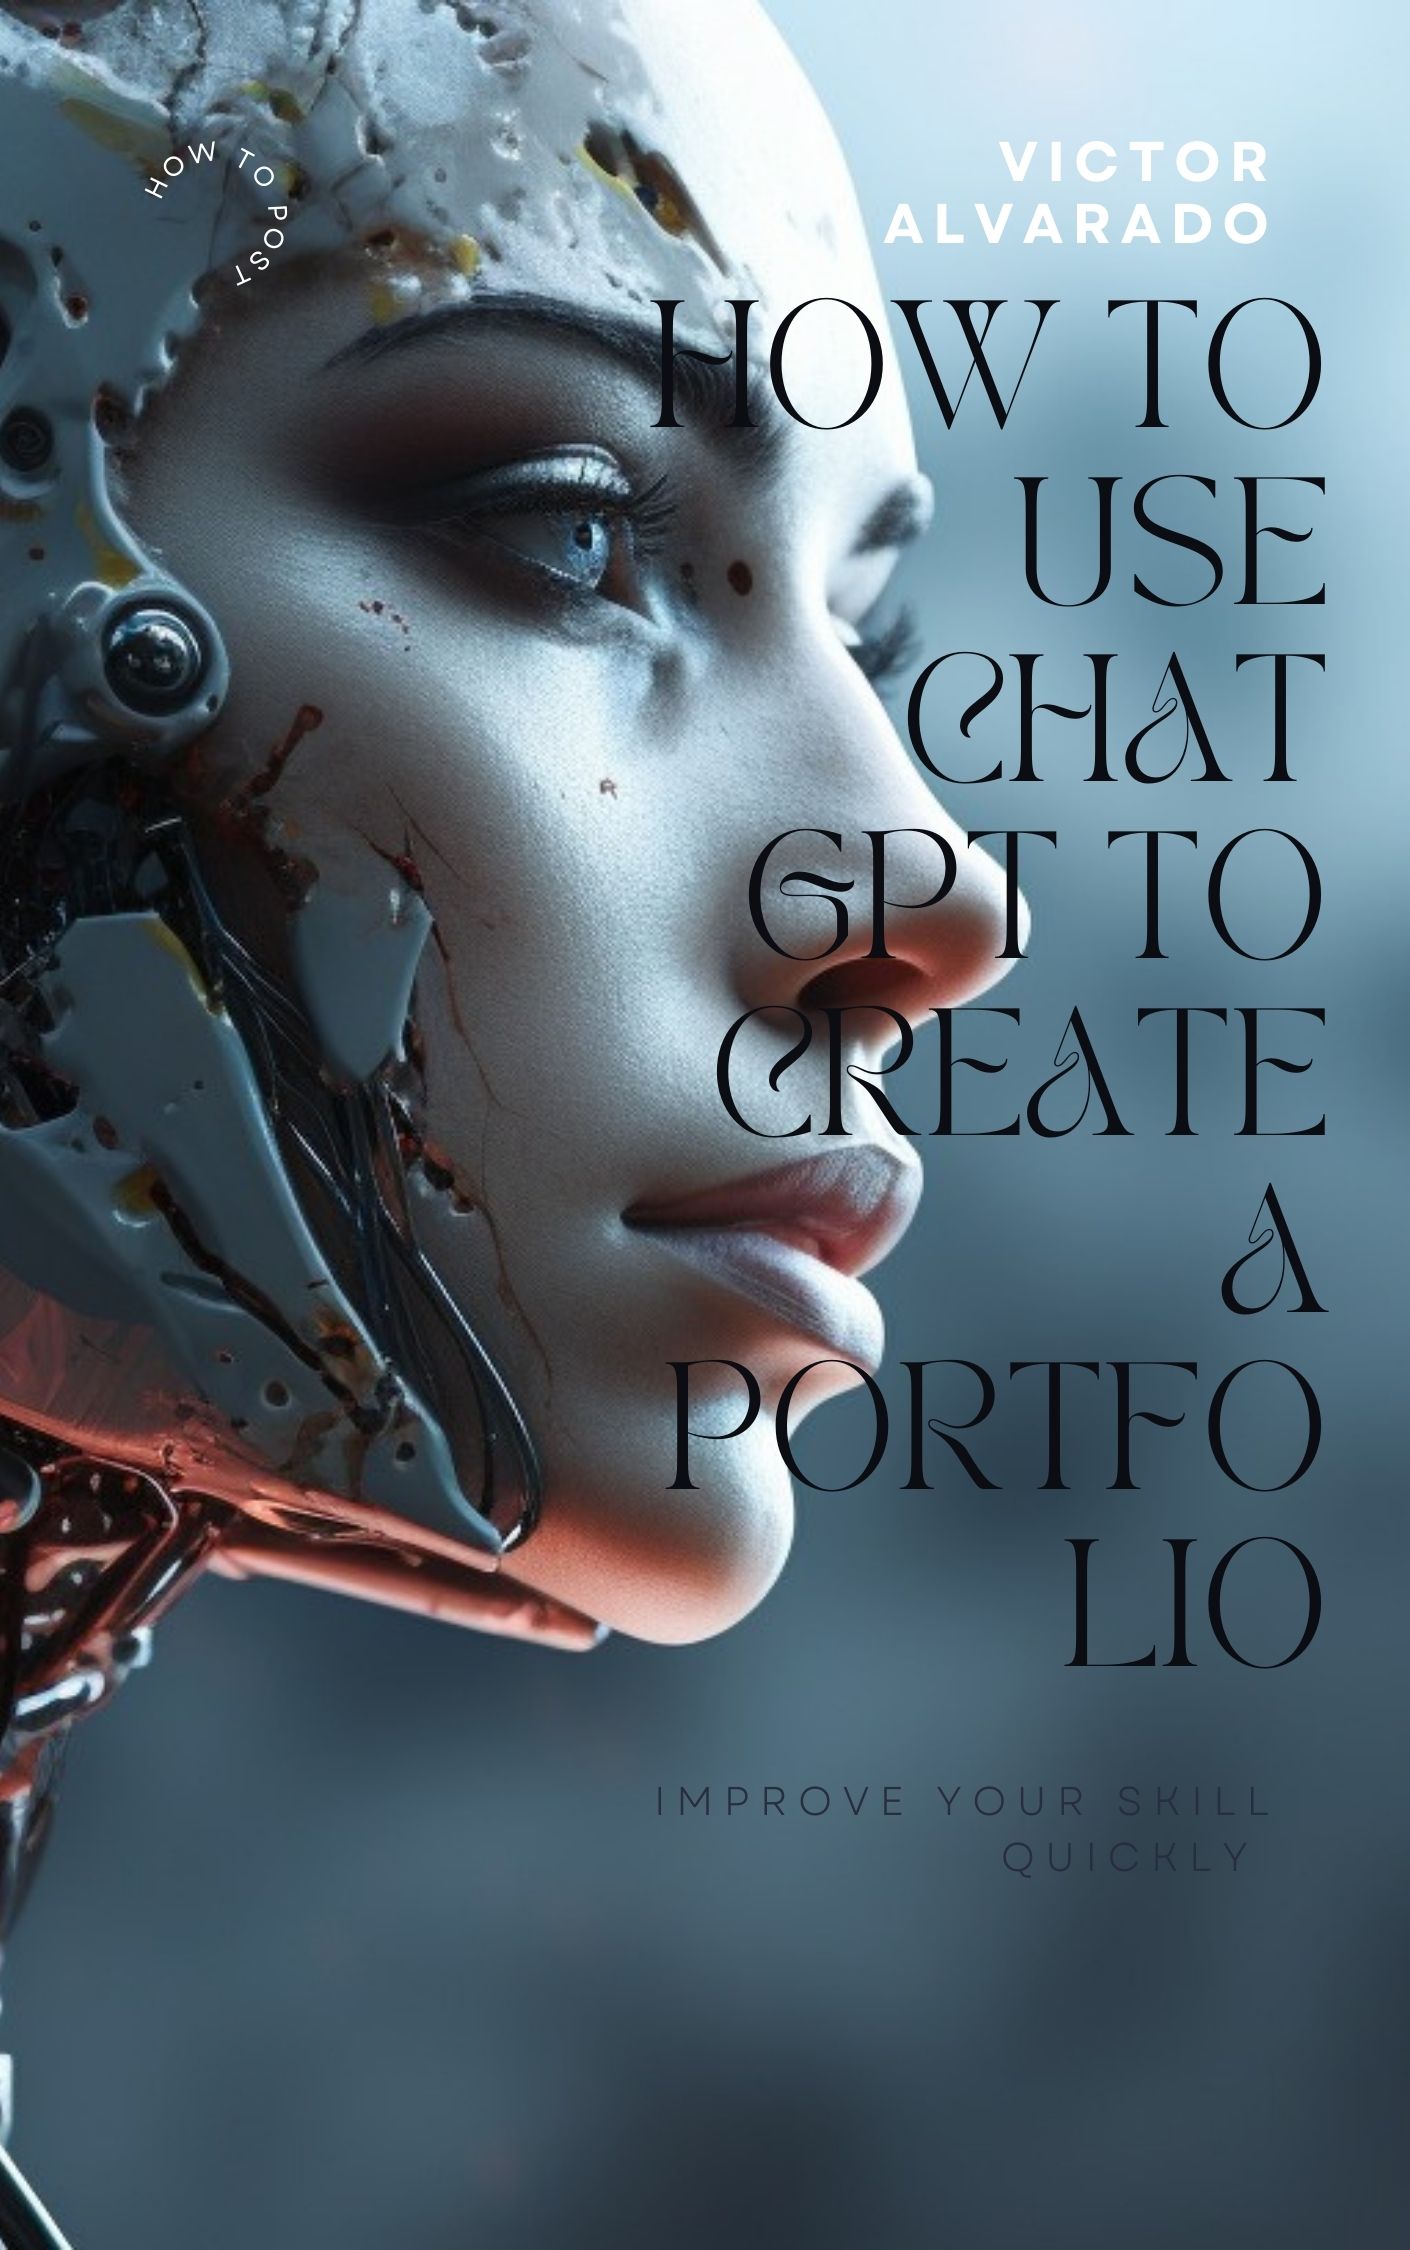 HOW TO POST
VICTOR
ALVARADO
HOW TO
USE
CHAT
GPT TO
CREATE
A
PORTFO
LIO
IMPROVE YOUR SKILL
QUICKLY